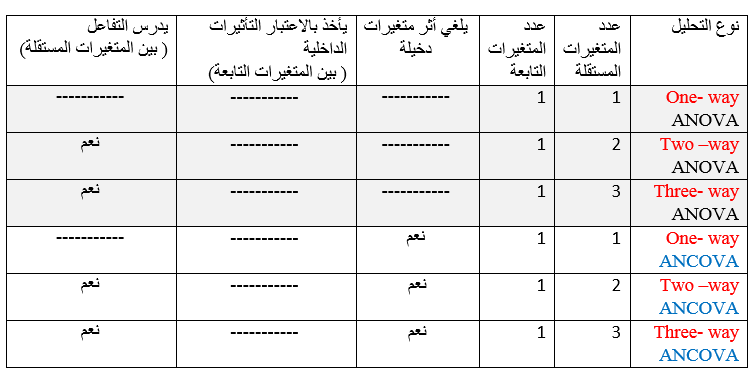 نوع التحليل	عدد المتغيرات المستقلة	عدد المتغيرات التابعة	يلغي أثر متغيرات دخيلة	يأخذ بالاعتبار التأثيرات الداخلية ( بين المتغيرات التابعة)	يدرس التفاعل ( بين المتغيرات المستقلة)
One- way ANOVA	1	1	-----------	-----------	-----------
Two –way ANOVA	2	1	-----------	-----------	نعم
Three- way ANOVA	3	1	-----------	-----------	نعم
One- way ANCOVA	1	1	نعم	-----------	-----------
Two –way ANCOVA	2	1	نعم	-----------	نعم
Three- way ANCOVA	3	1	نعم	-----------	نعم